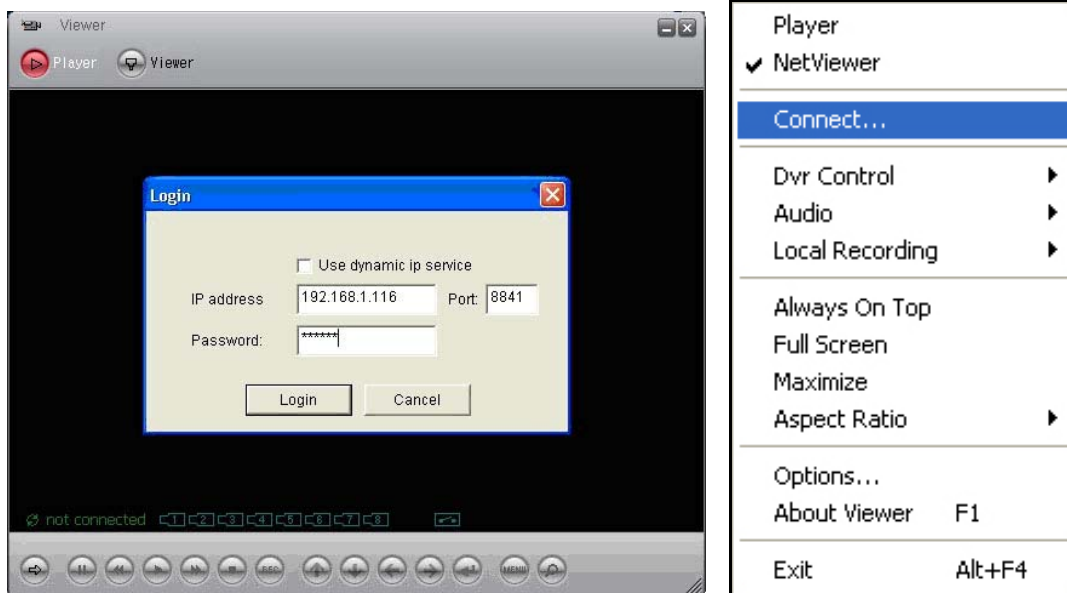 Viewer
Player Viewer
Login
Use dynamic ip service
IP address 192.168.1.116 Port: 8841
Password: ******
Login Cancel
not connected 1 2 3 4 5 6 7 8
REC MENU
Player
NetViewer
Connect...
Dvr Control
Audio
Local Recording
Always On Top
Full Screen
Maximize
Aspect Ratio
Options...
About Viewer F1
Exit Alt+F4